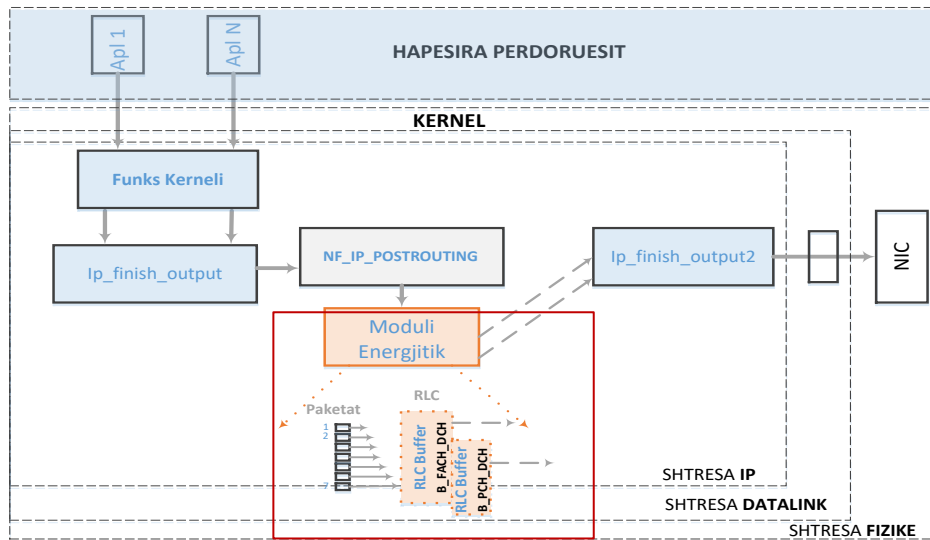 Apl 1
Apl N
HAPESIRA PERDORUESIT
KERNEL
Funks Kerneli
Ip_finish_output
NF_IP_POSTROUTING
Ip_finish_output2
NIC
Moduli
Energjitik
Paketat
RLC
1
2
7
RLC Buffer
B_FACH_DCH
RLC Buffer
B_PCH_DCH
SHTRESA IP
SHTRESA DATALINK
SHTRESA FIZIKE